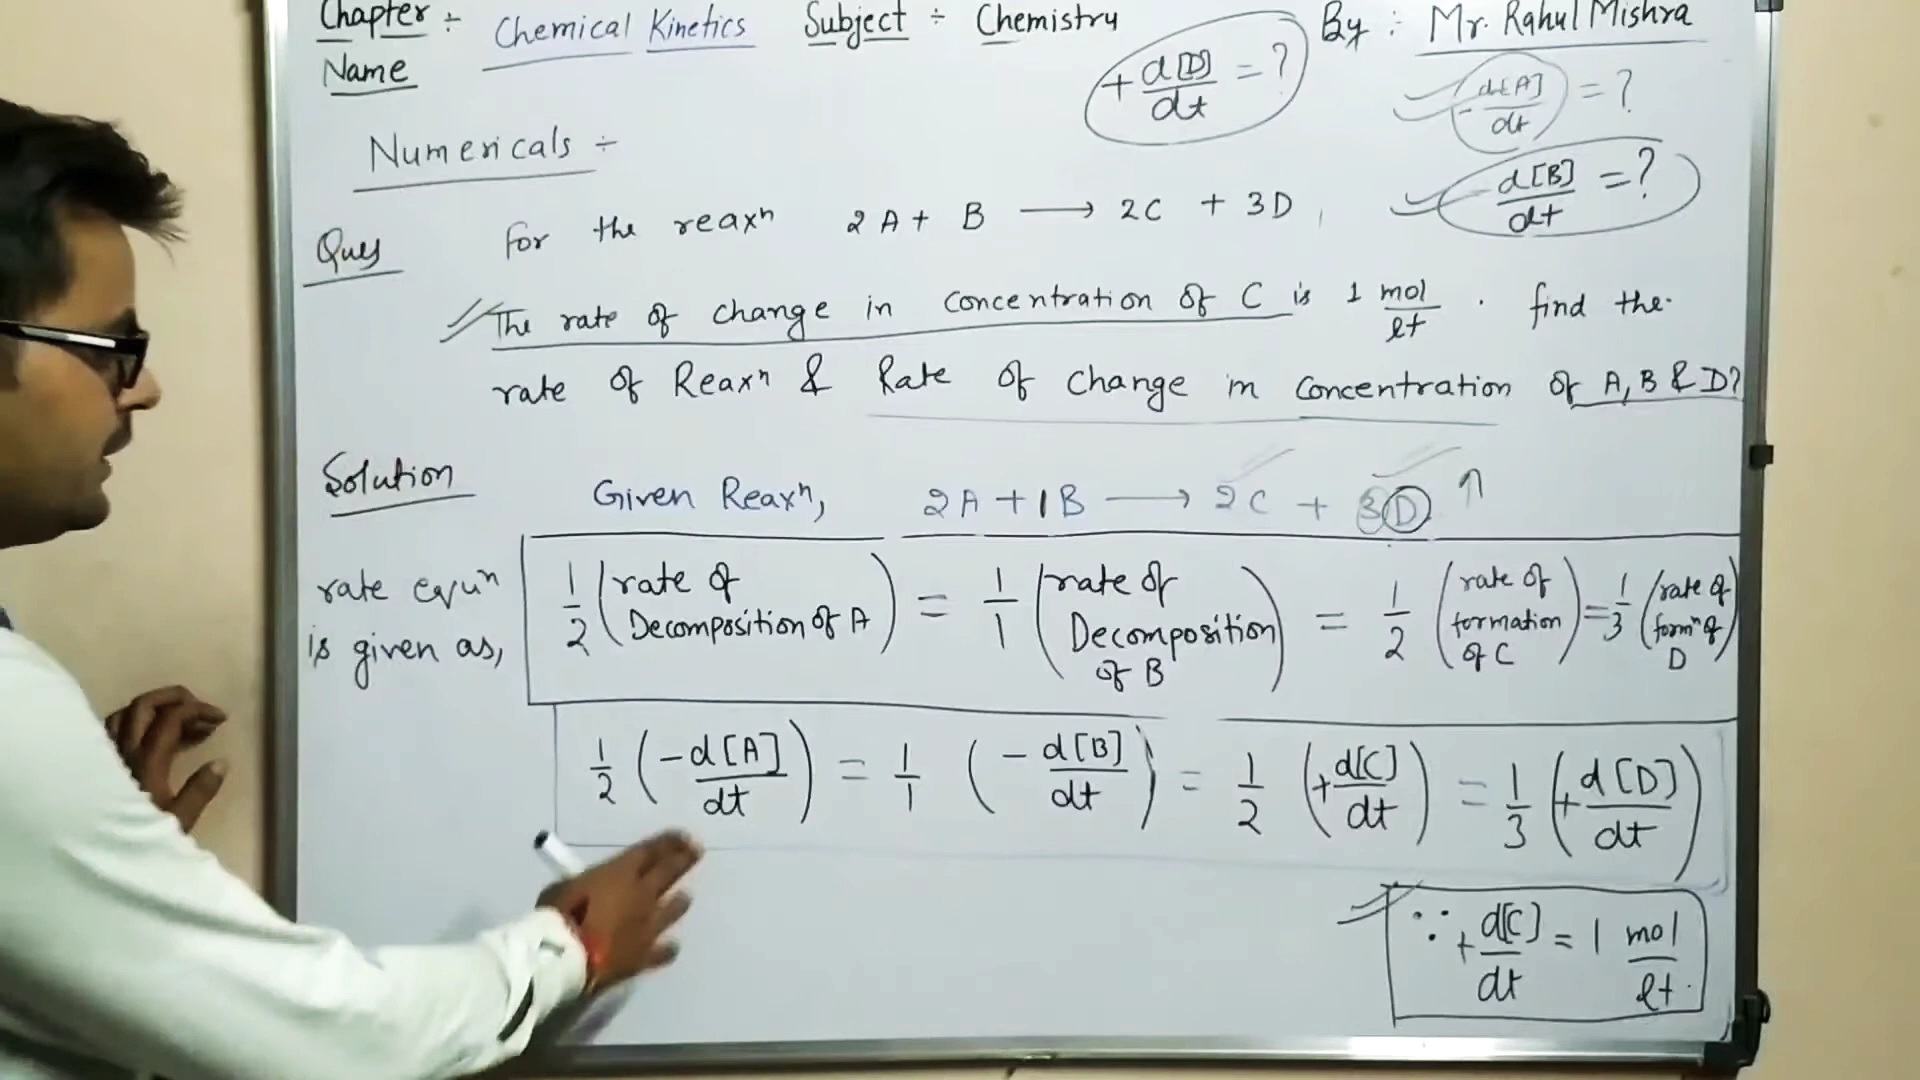 Chapter ÷ Chemical Kinetics Subject ÷ Chemistry By : Mr. Rahul Mishra
Name
+ d[D]/dt = ?
- d[A]/dt = ?
Numericals ÷
- d[B]/dt = ?
Ques For the reaxⁿ 2A + B ⟶ 2C + 3D,
The rate of change in Concentration of C is 1 mol/lt . find the
rate of Reaxⁿ & Rate of change in Concentration of A, B & D?
Solution Given Reaxⁿ, 2A + 1B ⟶ 2C + 3D ↑
rate equⁿ is given as,
1/2 (rate of Decomposition of A) = 1/1 (rate of Decomposition of B) = 1/2 (rate of formation of C) = 1/3 (rate of formⁿ of D)
1/2 (-d[A]/dt) = 1/1 (-d[B]/dt) = 1/2 (+d[C]/dt) = 1/3 (+d[D]/dt)
∵ +d[C]/dt = 1 mol/lt.